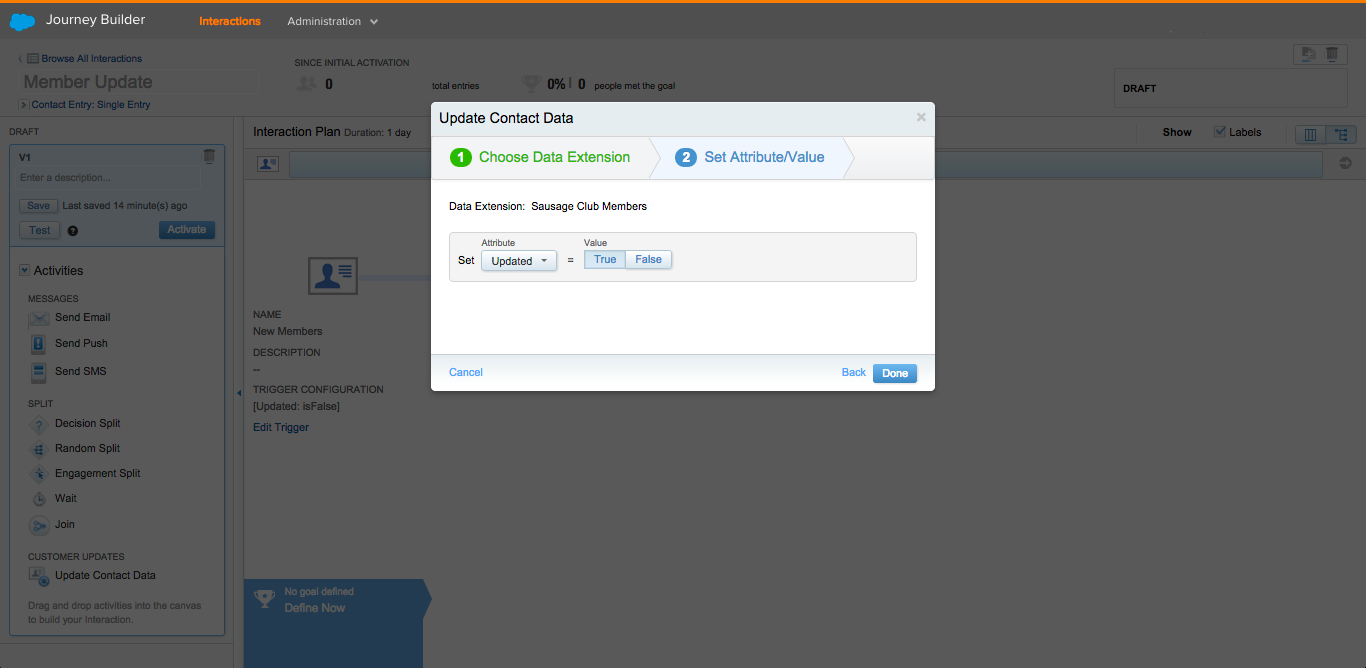 Journey Builder
Interactions
Administration
Browse All Interactions
Member Update
Contact Entry: Single Entry
SINCE INITIAL ACTIVATION
0 total entries
0% | 0 people met the goal
DRAFT
DRAFT
V1
Enter a description...
Save Last saved 14 minute(s) ago
Test ? Activate
Activities
MESSAGES
Send Email
Send Push
Send SMS
SPLIT
Decision Split
Random Split
Engagement Split
Wait
Join
CUSTOMER UPDATES
Update Contact Data
Drag and drop activities into the canvas
to build your Interaction.
Interaction Plan Duration: 1 day
Show Labels
NAME
New Members
DESCRIPTION
--
TRIGGER CONFIGURATION
[Updated: isFalse]
Edit Trigger
No goal defined
Define Now
Update Contact Data ×
1 Choose Data Extension
2 Set Attribute/Value
Data Extension: Sausage Club Members
Attribute Value
Set Updated = True False
Cancel Back Done